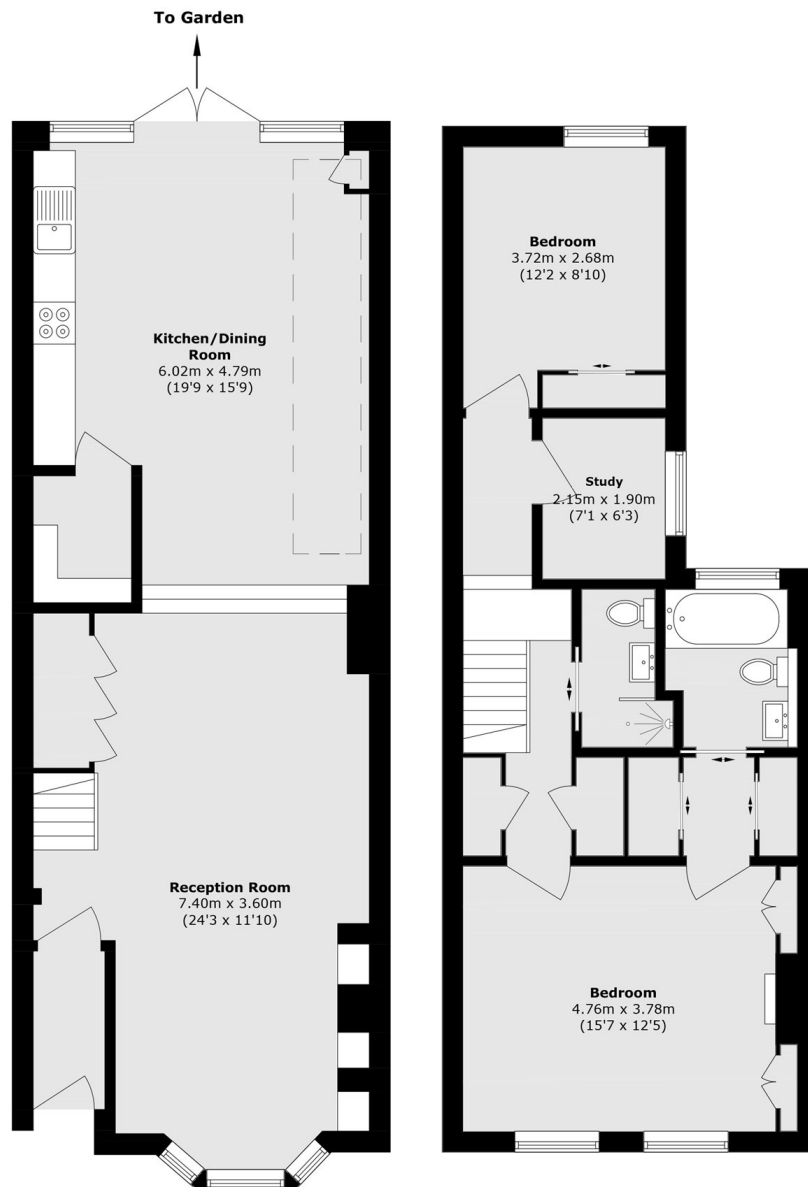 To Garden
Kitchen/Dining
Room
6.02m x 4.79m
(19'9 x 15'9)
Reception Room
7.40m x 3.60m
(24'3 x 11'10)
Bedroom
3.72m x 2.68m
(12'2 x 8'10)
Study
2.15m x 1.90m
(7'1 x 6'3)
Bedroom
4.76m x 3.78m
(15'7 x 12'5)